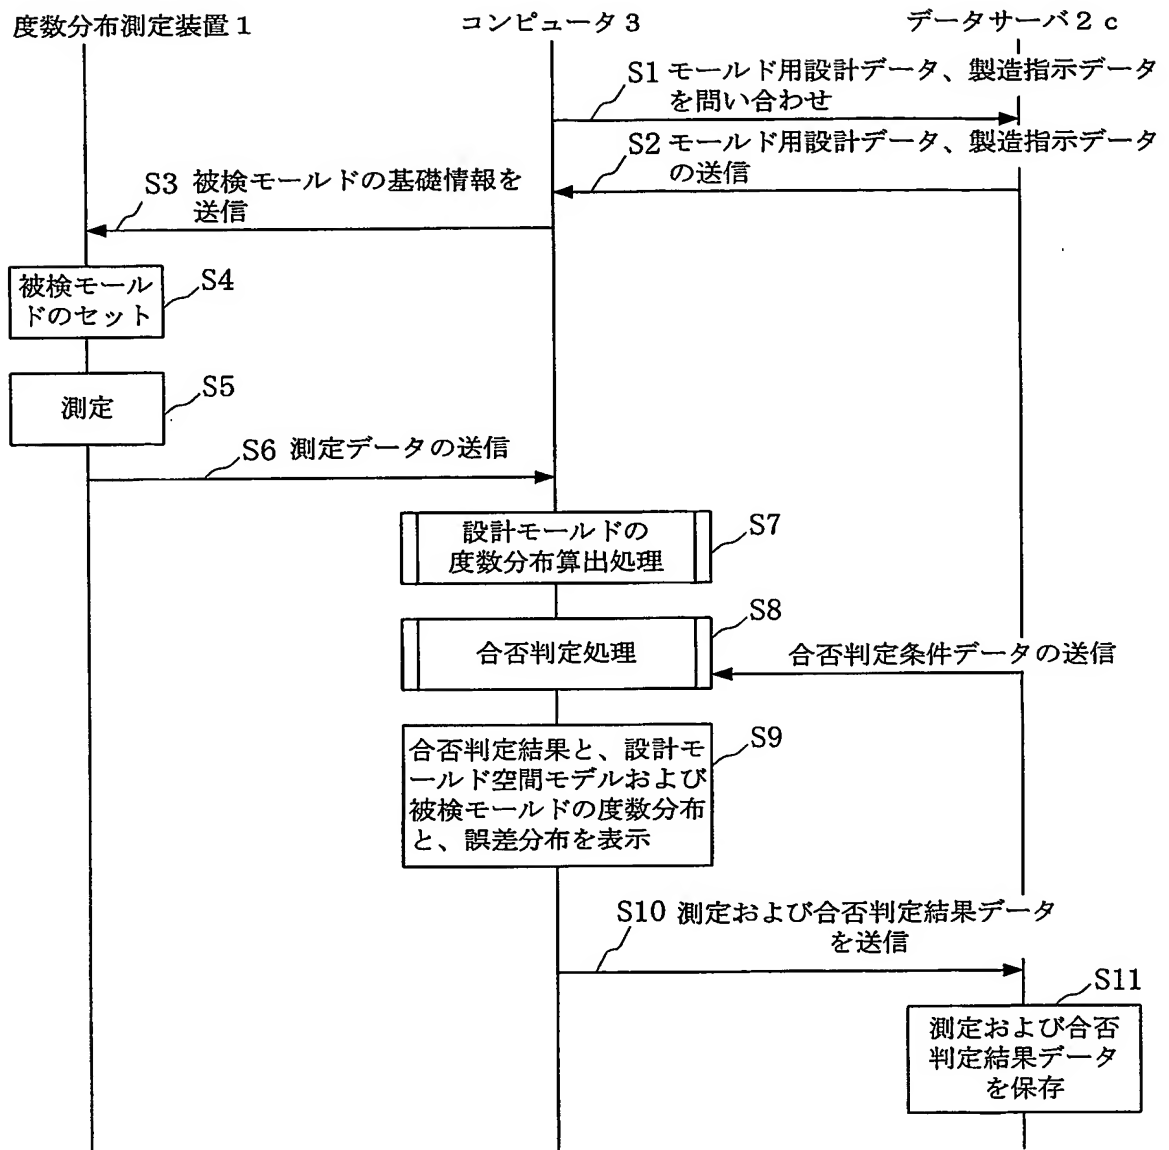 度数分布測定装置1
コンピュータ3
データサーバ2c
S1 モールド用設計データ、製造指示データ
を問い合わせ
S2 モールド用設計データ、製造指示データ
の送信
S3 被検モールドの基礎情報を
送信
被検モール
ドのセット
S4
測定
S5
S6 測定データの送信
設計モールドの
度数分布算出処理
S7
合否判定処理
S8
合否判定条件データの送信
合否判定結果と、設計モ
ールド空間モデルおよび
被検モールドの度数分布
と、誤差分布を表示
S9
S10 測定および合否判定結果データ
を送信
S11
測定および合否
判定結果データ
を保存